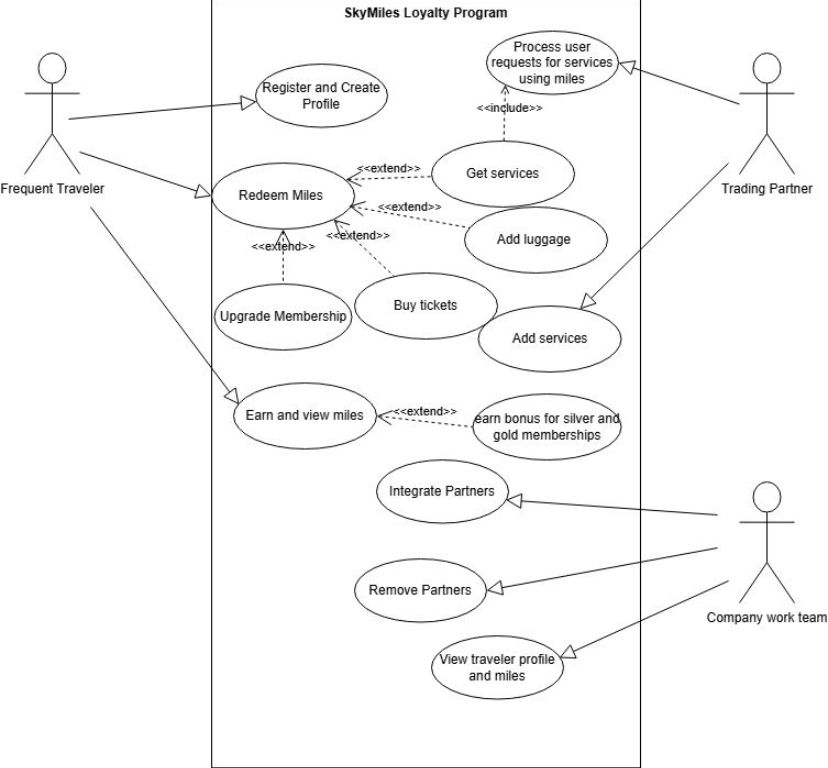 SkyMiles Loyalty Program
Process user
requests for services
using miles
Register and Create
Profile
<<include>>
Frequent Traveler
Trading Partner
<<extend>>
Get services
Redeem Miles
<<extend>>
<<extend>>
<<extend>>
Add luggage
Upgrade Membership
Buy tickets
Add services
Earn and view miles
<<extend>>
earn bonus for silver and
gold memberships
Integrate Partners
Remove Partners
Company work team
View traveler profile
and miles